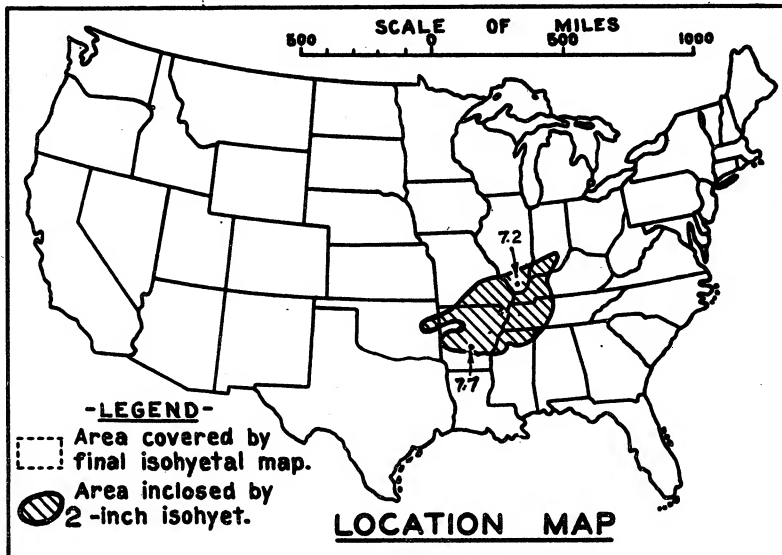 SCALE OF MILES
500 0 500 1000
7.2
7.7
-LEGEND-
Area covered by
final isohyetal map.
Area inclosed by
2-inch isohyet.
LOCATION MAP